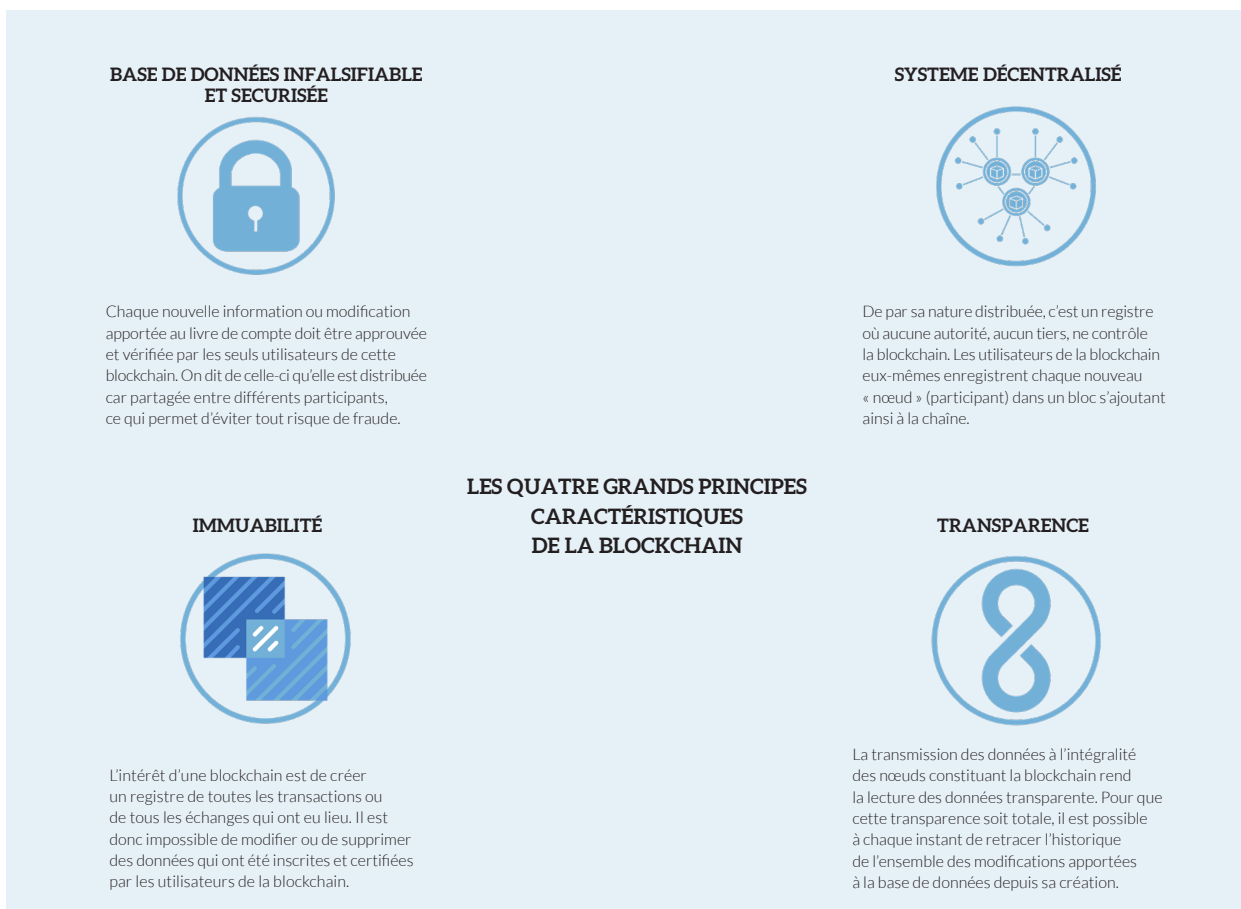 BASE DE DONNÉES INFALSIFIABLE
ET SECURISÉE
Chaque nouvelle information ou modification
apportée au livre de compte doit être approuvée
et vérifiée par les seuls utilisateurs de cette
blockchain. On dit de celle-ci qu'elle est distribuée
car partagée entre différents participants,
ce qui permet d'éviter tout risque de fraude.
SYSTEME DÉCENTRALISÉ
De par sa nature distribuée, c'est un registre
où aucune autorité, aucun tiers, ne contrôle
la blockchain. Les utilisateurs de la blockchain
eux-mêmes enregistrent chaque nouveau
« nœud » (participant) dans un bloc s'ajoutant
ainsi à la chaîne.
LES QUATRE GRANDS PRINCIPES
CARACTÉRISTIQUES
DE LA BLOCKCHAIN
IMMUABILITÉ
L'intérêt d'une blockchain est de créer
un registre de toutes les transactions ou
de tous les échanges qui ont eu lieu. Il est
donc impossible de modifier ou de supprimer
des données qui ont été inscrites et certifiées
par les utilisateurs de la blockchain.
TRANSPARENCE
La transmission des données à l'intégralité
des nœuds constituant la blockchain rend
la lecture des données transparente. Pour que
cette transparence soit totale, il est possible
à chaque instant de retracer l'historique
de l'ensemble des modifications apportées
à la base de données depuis sa création.